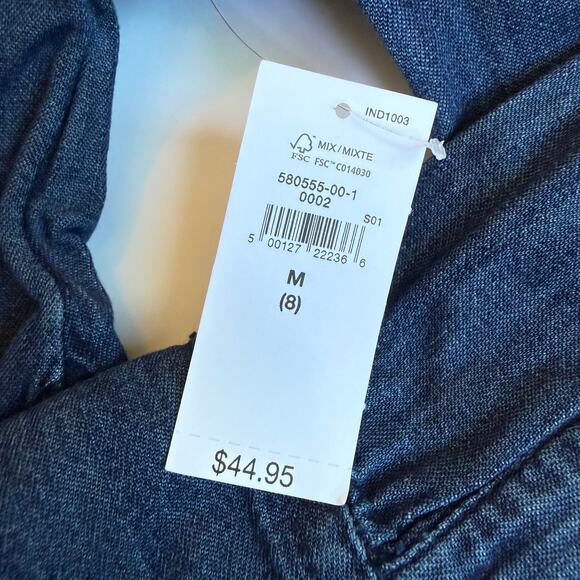 IND1003
MIX/MIXTE
FSC FSC™ C014030
580555-00-1
0002
S01
5 00127 22236 6
M
(8)
$44.95